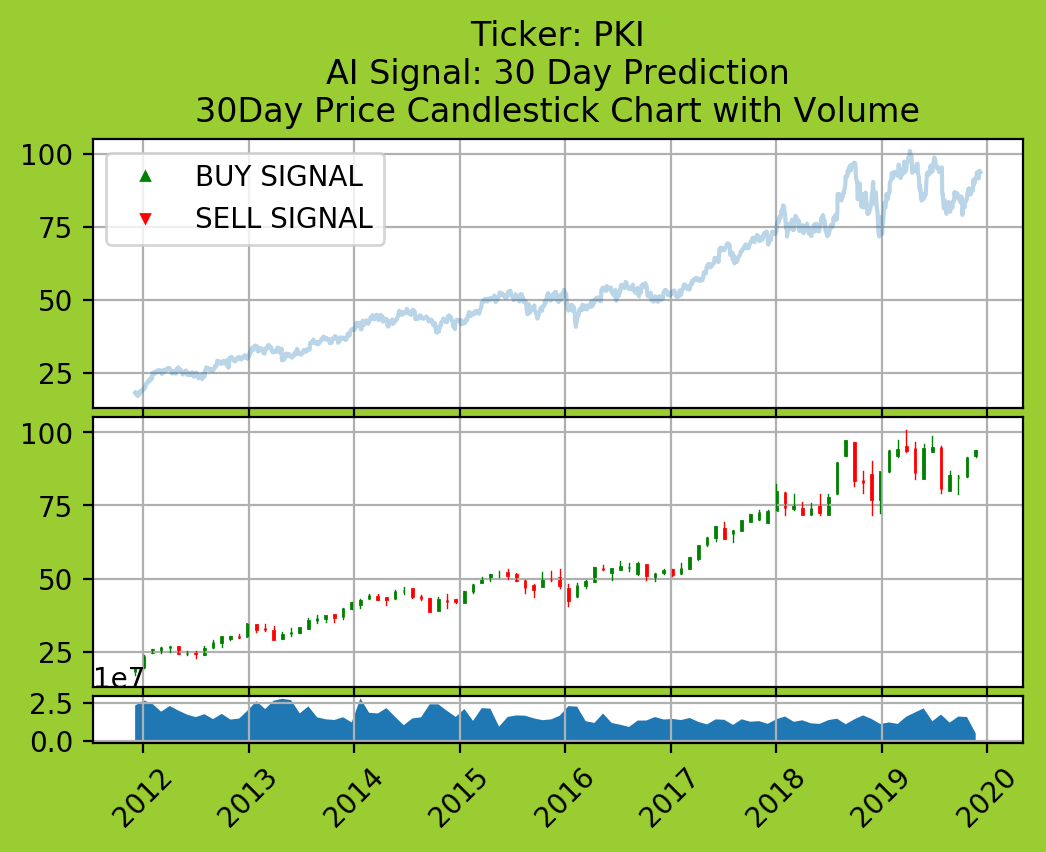 Ticker: PKI
AI Signal: 30 Day Prediction
30Day Price Candlestick Chart with Volume
100
75
50
25
BUY SIGNAL
SELL SIGNAL
100
75
50
25
1e7
2.5
0.0
2012 2013 2014 2015 2016 2017 2018 2019 2020